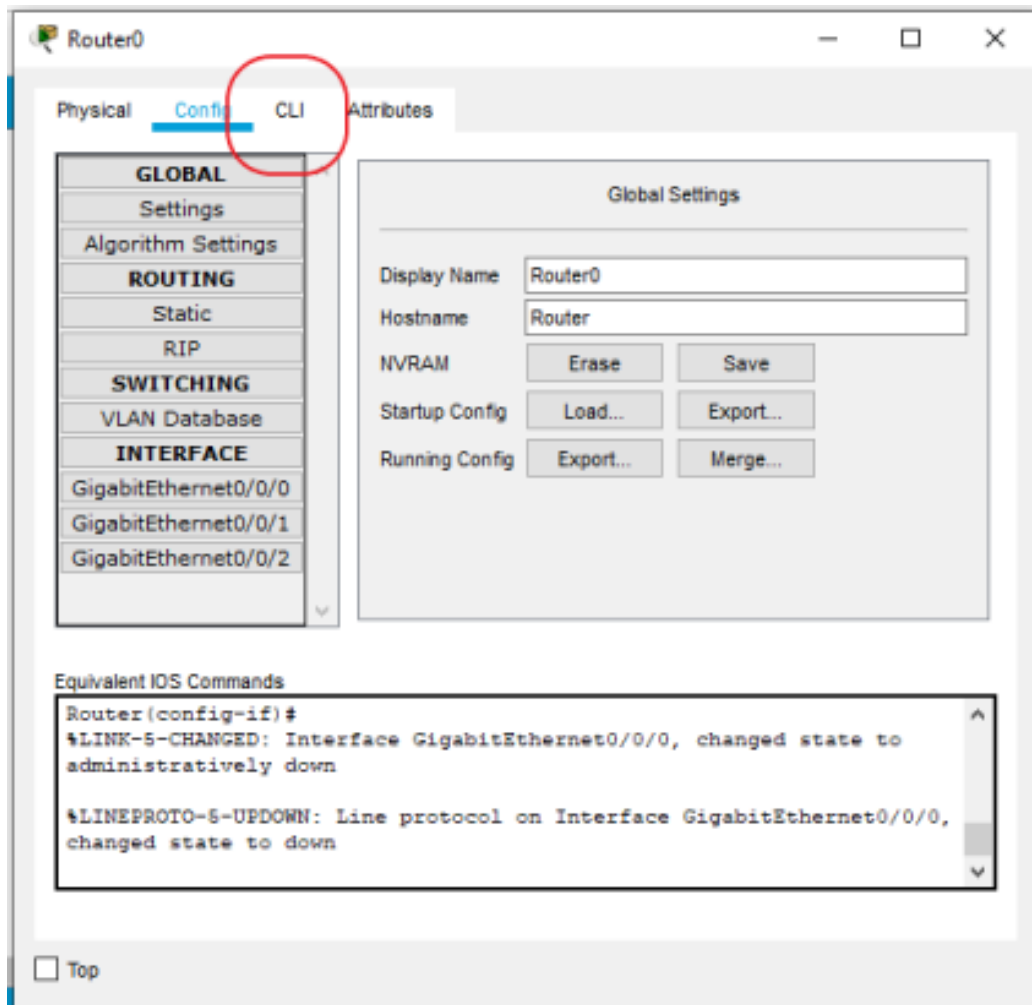 Router0
Physical Config CLI Attributes
GLOBAL
Settings
Algorithm Settings
ROUTING
Static
RIP
SWITCHING
VLAN Database
INTERFACE
GigabitEthernet0/0/0
GigabitEthernet0/0/1
GigabitEthernet0/0/2
Global Settings
Display Name Router0
Hostname Router
NVRAM Erase Save
Startup Config Load... Export...
Running Config Export... Merge...
Equivalent IOS Commands
Router(config-if)#
%LINK-5-CHANGED: Interface GigabitEthernet0/0/0, changed state to
administratively down
%LINEPROTO-5-UPDOWN: Line protocol on Interface GigabitEthernet0/0/0,
changed state to down
Top